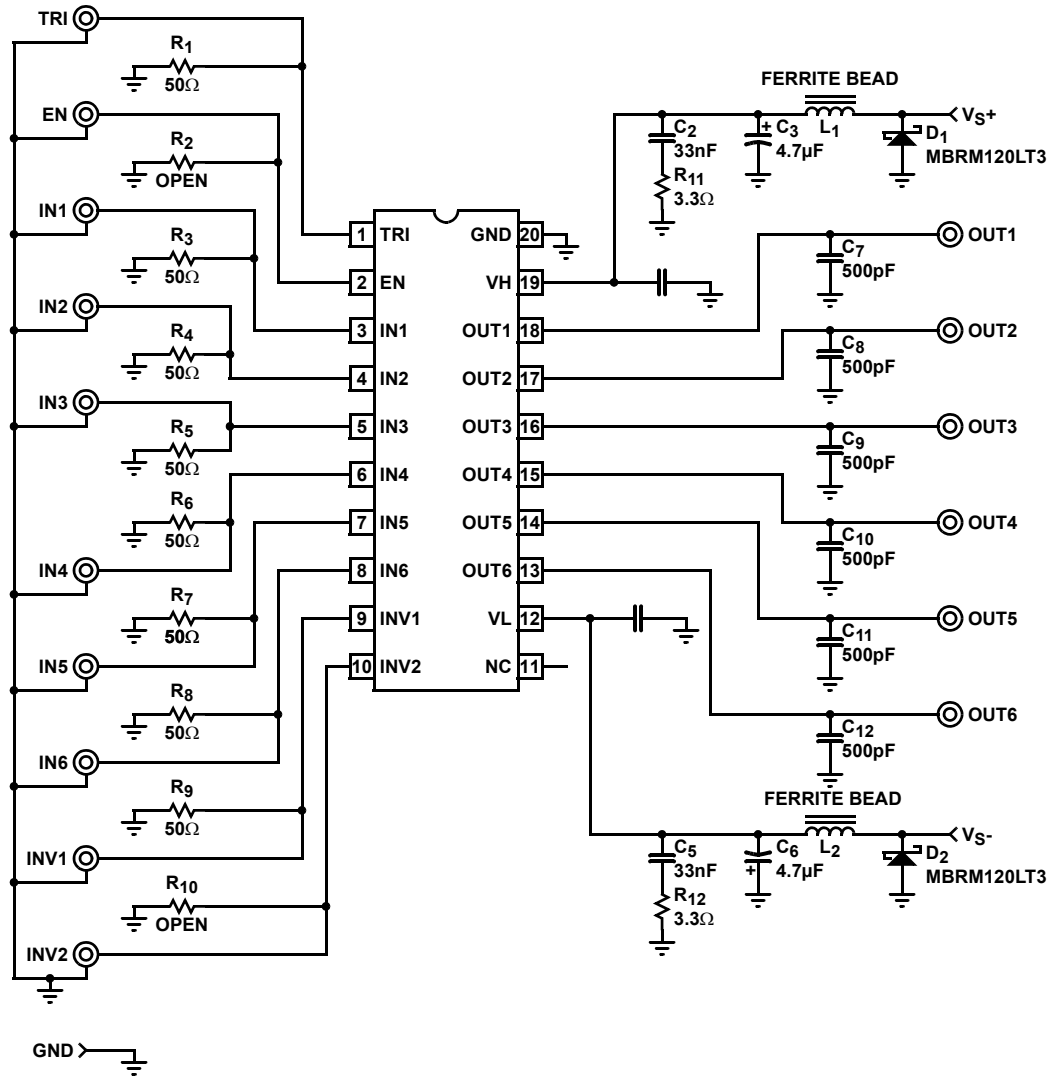 TRI
R1
50Ω
EN
R2
OPEN
IN1
R3
50Ω
IN2
R4
50Ω
IN3
R5
50Ω
R6
50Ω
IN4
R7
50Ω
IN5
R8
50Ω
IN6
R9
50Ω
INV1
R10
OPEN
INV2
GND
1 TRI
2 EN
3 IN1
4 IN2
5 IN3
6 IN4
7 IN5
8 IN6
9 INV1
10 INV2
GND 20
VH 19
OUT1 18
OUT2 17
OUT3 16
OUT4 15
OUT5 14
OUT6 13
VL 12
NC 11
FERRITE BEAD
C2
33nF
R11
3.3Ω
+ C3
4.7µF
L1
VS+
D1
MBRM120LT3
OUT1
C7
500pF
OUT2
C8
500pF
OUT3
C9
500pF
OUT4
C10
500pF
OUT5
C11
500pF
OUT6
C12
500pF
FERRITE BEAD
C5
33nF
R12
3.3Ω
C6
+ 4.7µF
L2
VS-
D2
MBRM120LT3